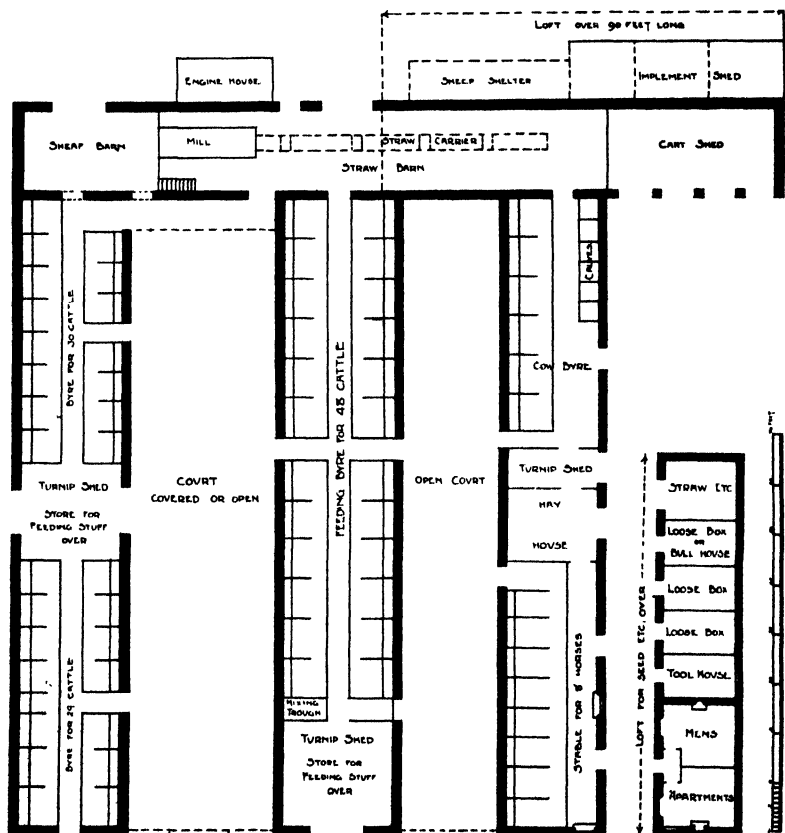 LOFT OVER 90 FEET LONG
ENGINE HOUSE
SHEEP SHELTER
IMPLEMENT SHED
SHEAF BARN
MILL
STRAW CARRIER
STRAW BARN
CART SHED
CALVES
BYRE FOR 30 CATTLE
FEEDING BYRE FOR 48 CATTLE
COW BYRE
TURNIP SHED
STORE FOR
FEEDING STUFF
OVER
COURT
COVERED OR OPEN
OPEN COURT
TURNIP SHED
HAY
HOUSE
STRAW ETC
LOOSE BOX
OR
BULL HOUSE
LOOSE BOX
LOOSE BOX
TOOL HOUSE
LOFT FOR SEED ETC. OVER
BYRE FOR 29 CATTLE
MIXING
TROUGH
TURNIP SHED
STORE FOR
FEEDING STUFF
OVER
STABLE FOR 8 HORSES
MENS
APARTMENTS